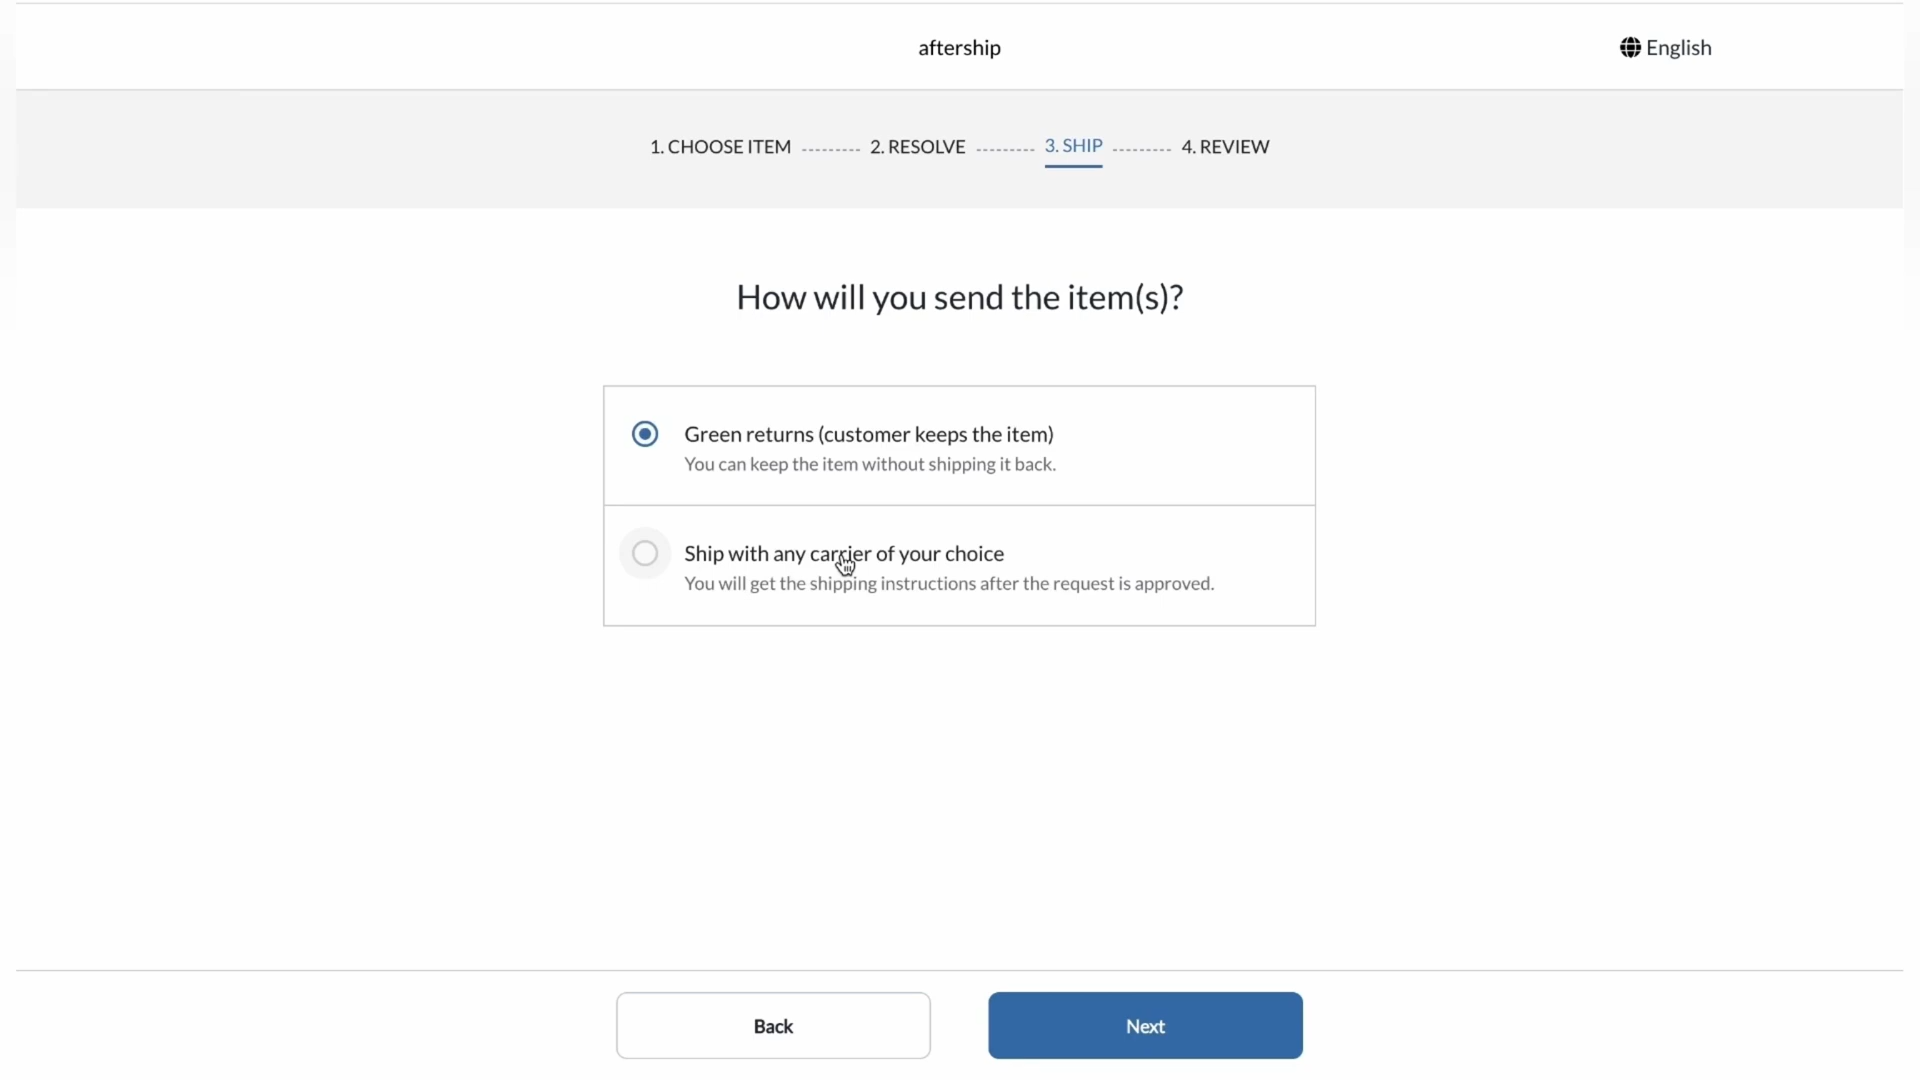 aftership
English
1. CHOOSE ITEM --------- 2. RESOLVE --------- 3. SHIP --------- 4. REVIEW
How will you send the item(s)?
Green returns (customer keeps the item)
You can keep the item without shipping it back.
Ship with any carrier of your choice
You will get the shipping instructions after the request is approved.
Back
Next